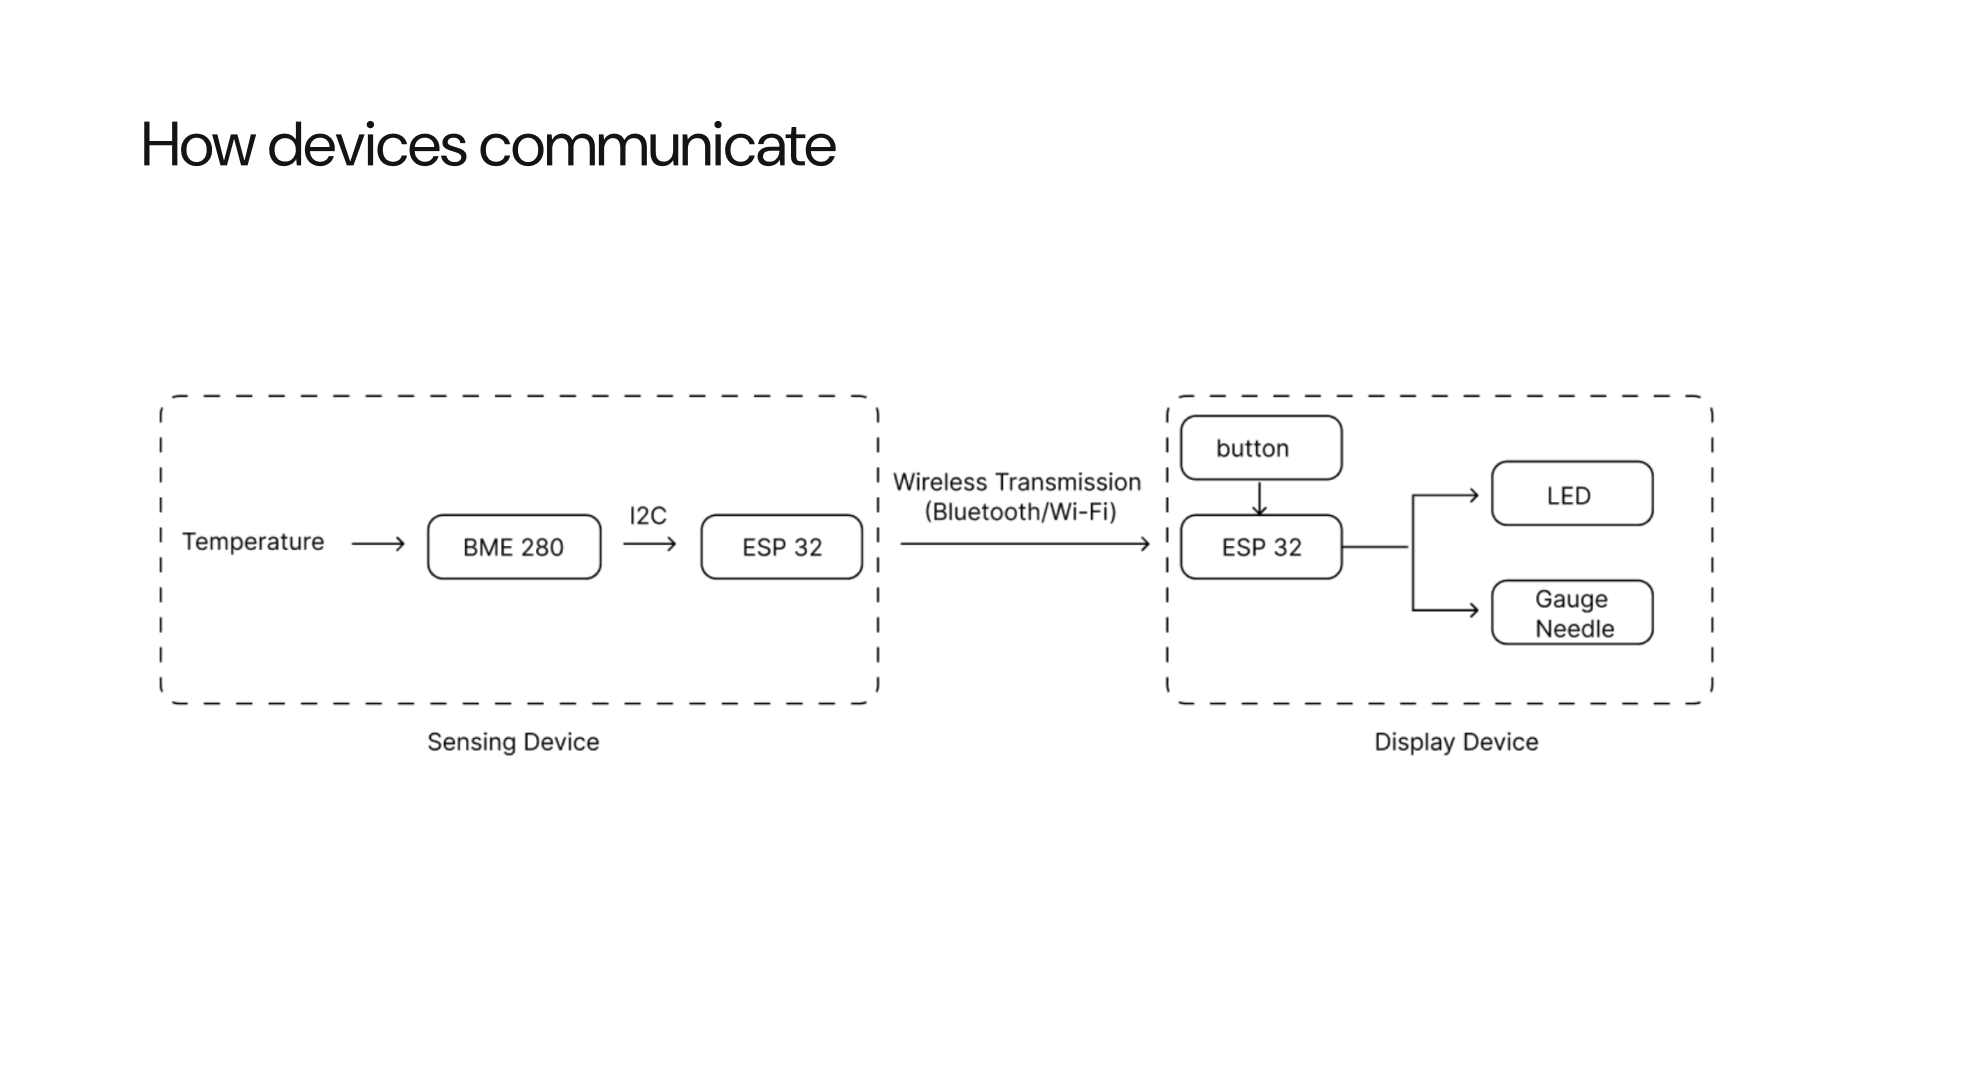 How devices communicate
Temperature
BME 280
I2C
ESP 32
Sensing Device
Wireless Transmission
(Bluetooth/Wi-Fi)
button
ESP 32
LED
Gauge
Needle
Display Device